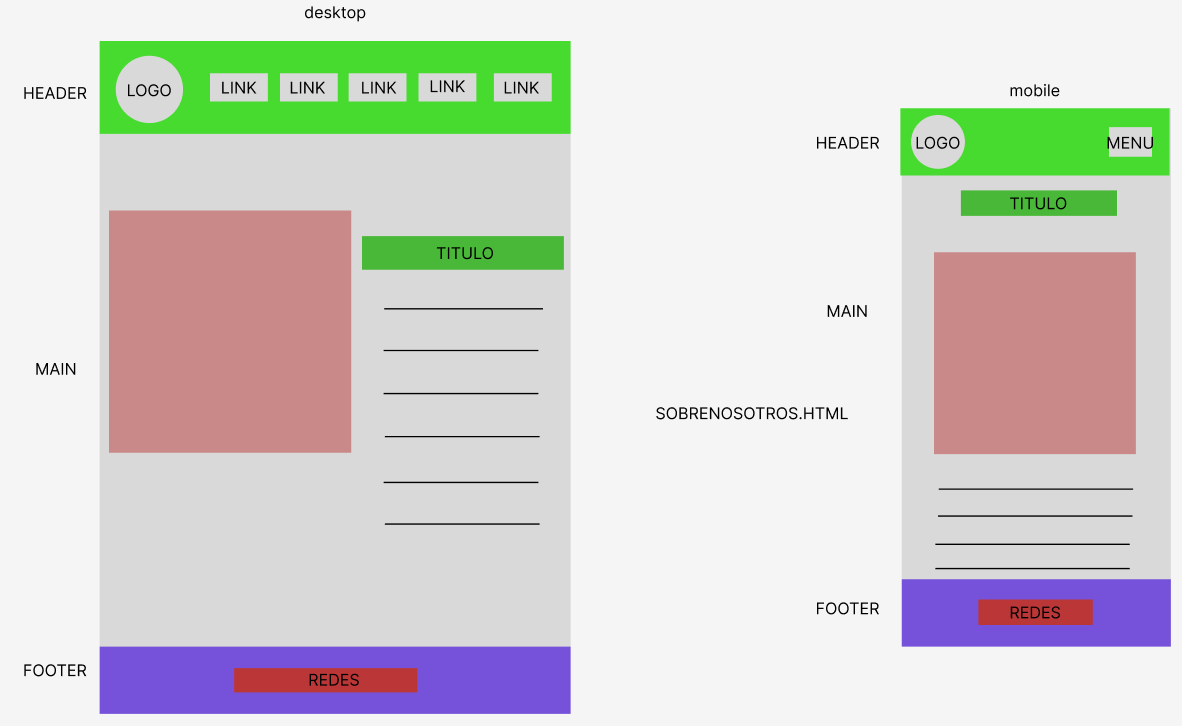 desktop
HEADER
LOGO
LINK
LINK
LINK
LINK
LINK
TITULO
MAIN
FOOTER
REDES
mobile
HEADER
LOGO
MENU
TITULO
MAIN
SOBRENOSOTROS.HTML
FOOTER
REDES